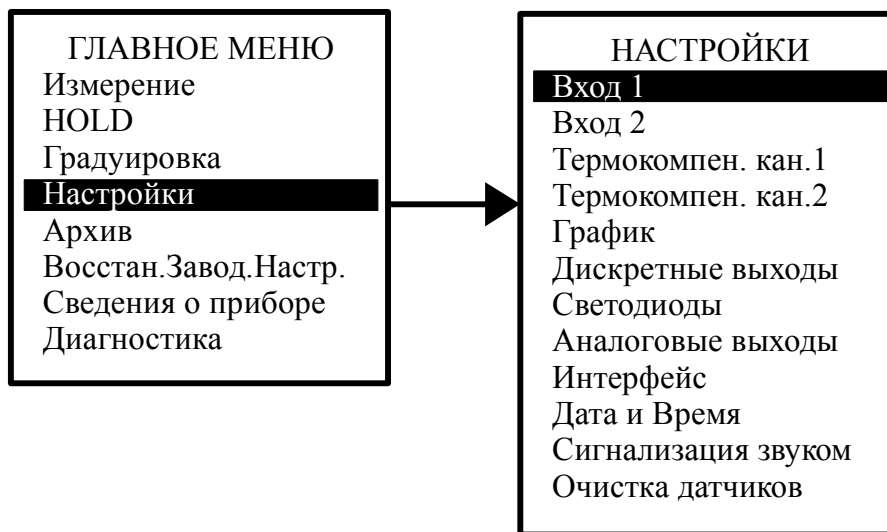 ГЛАВНОЕ МЕНЮ
Измерение
HOLD
Градуировка
Настройки
Архив
Восстан.Завод.Настр.
Сведения о приборе
Диагностика
НАСТРОЙКИ
Вход 1
Вход 2
Термокомпен. кан.1
Термокомпен. кан.2
График
Дискретные выходы
Светодиоды
Аналоговые выходы
Интерфейс
Дата и Время
Сигнализация звуком
Очистка датчиков